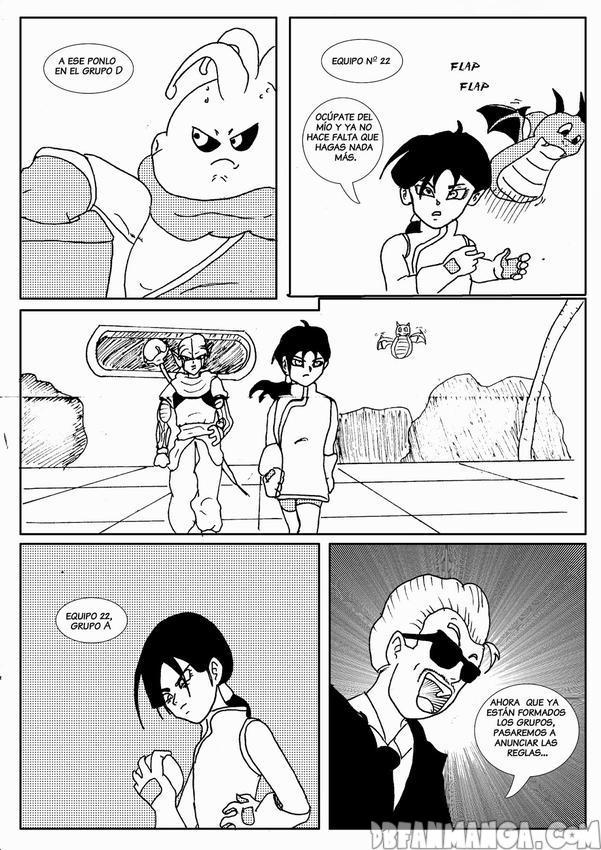 A ESE PONLO
EN EL GRUPO D
EQUIPO Nº 22
FLAP
FLAP
OCÚPATE DEL
MÍO Y YA NO
HACE FALTA QUE
HAGAS NADA
MÁS.
EQUIPO 22,
GRUPO A
AHORA QUE YA
ESTÁN FORMADOS
LOS GRUPOS,
PASAREMOS A
ANUNCIAR LAS
REGLAS...
DBFANMANGA.COM